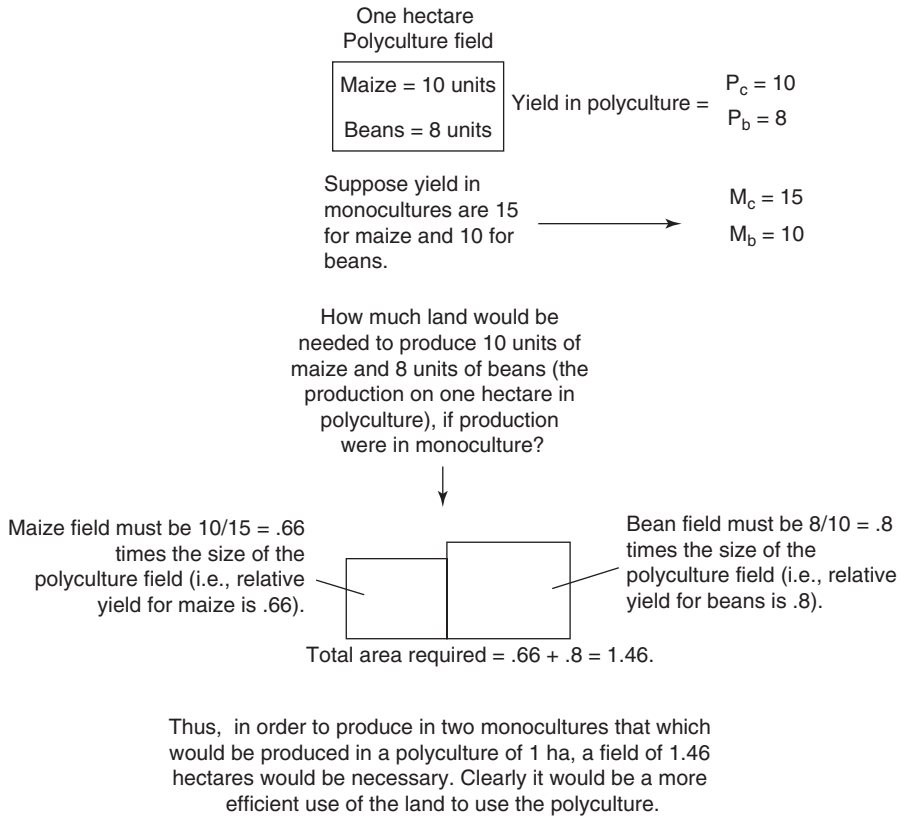 One hectare
Polyculture field
Maize = 10 units
Beans = 8 units
Yield in polyculture =
P_c = 10
P_b = 8
Suppose yield in
monocultures are 15
for maize and 10 for
beans.
M_c = 15
M_b = 10
How much land would be
needed to produce 10 units of
maize and 8 units of beans (the
production on one hectare in
polyculture), if production
were in monoculture?
Maize field must be 10/15 = .66
times the size of the
polyculture field (i.e., relative
yield for maize is .66).
Bean field must be 8/10 = .8
times the size of the
polyculture field (i.e., relative
yield for beans is .8).
Total area required = .66 + .8 = 1.46.
Thus, in order to produce in two monocultures that which
would be produced in a polyculture of 1 ha, a field of 1.46
hectares would be necessary. Clearly it would be a more
efficient use of the land to use the polyculture.